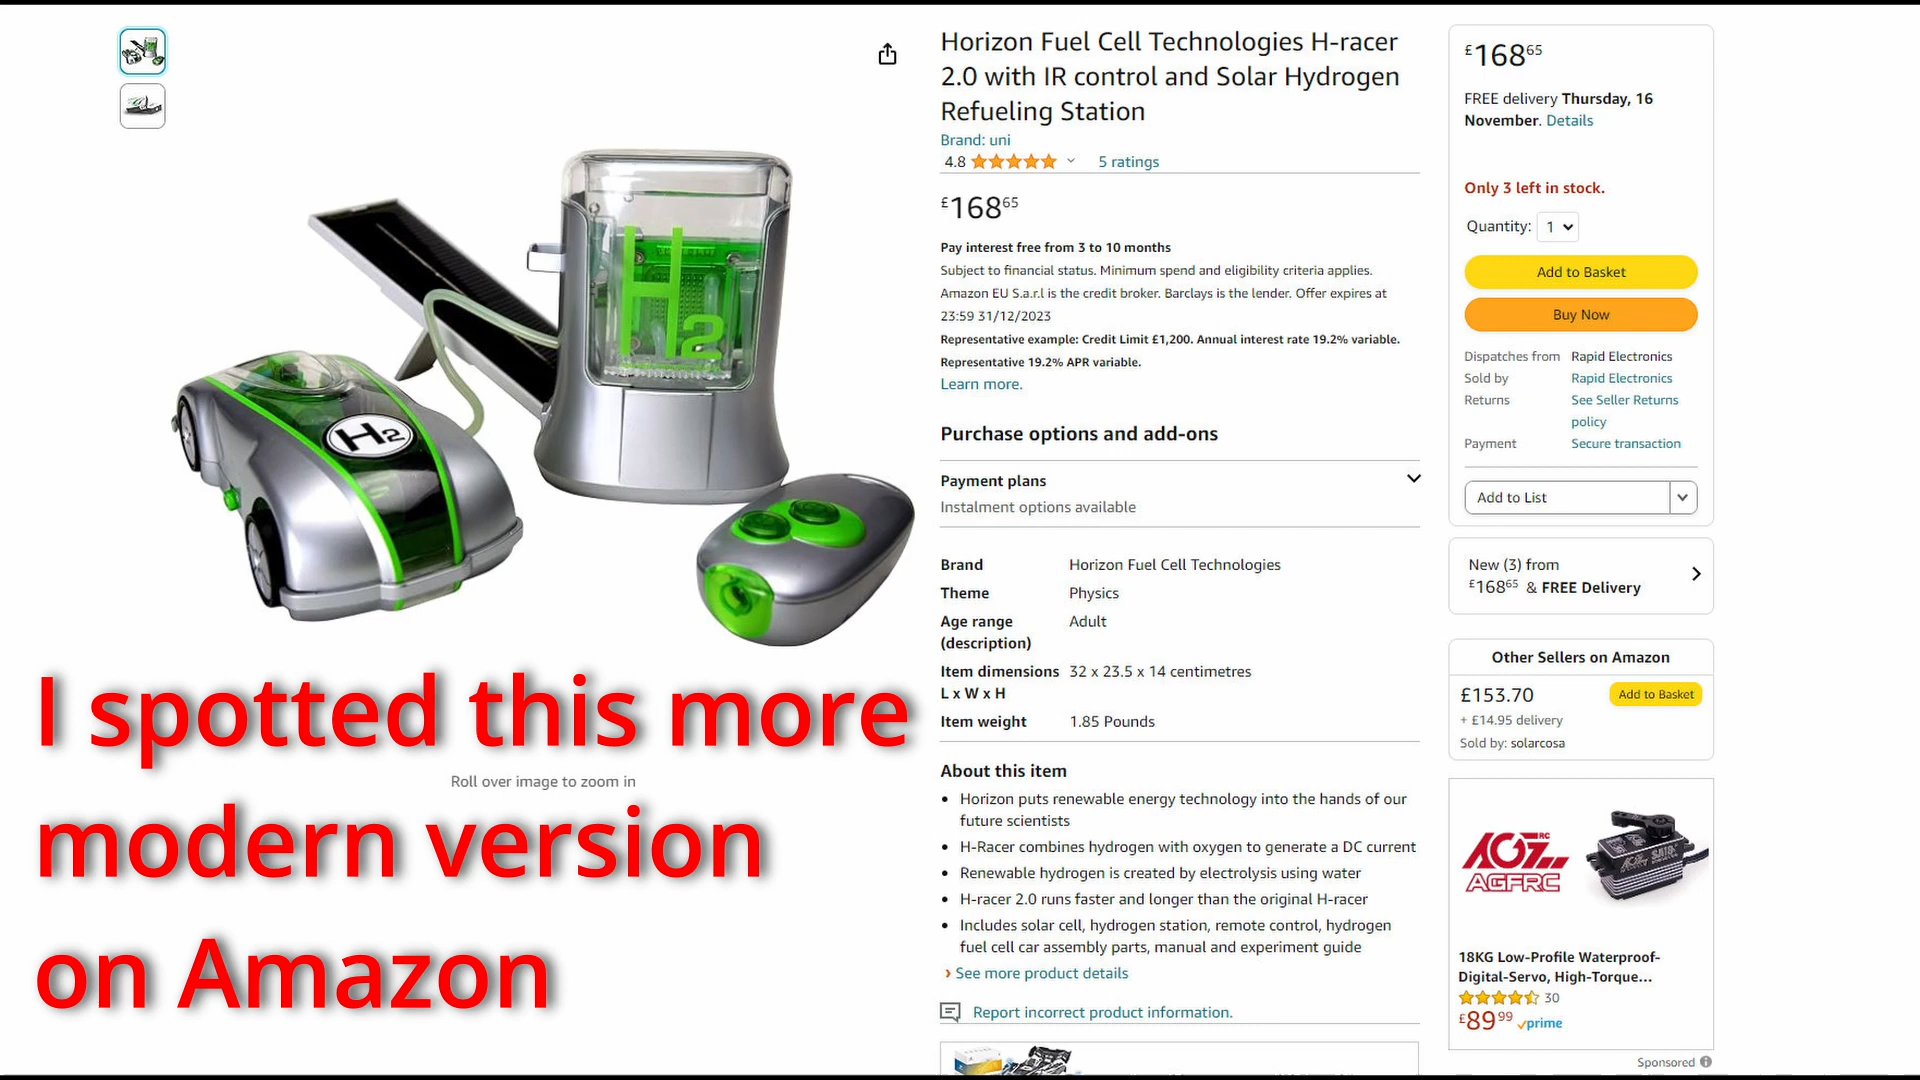 Horizon Fuel Cell Technologies H-racer
2.0 with IR control and Solar Hydrogen
Refueling Station
Brand: uni
4.8 5 ratings
£168 65
Pay interest free from 3 to 10 months
Subject to financial status. Minimum spend and eligibility criteria applies.
Amazon EU S.a.r.l is the credit broker. Barclays is the lender. Offer expires at
23:59 31/12/2023
Representative example: Credit Limit £1,200. Annual interest rate 19.2% variable.
Representative 19.2% APR variable.
Learn more.
Purchase options and add-ons
Payment plans
Instalment options available
Brand Horizon Fuel Cell Technologies
Theme Physics
Age range Adult
(description)
Item dimensions 32 x 23.5 x 14 centimetres
L x W x H
Item weight 1.85 Pounds
About this item
• Horizon puts renewable energy technology into the hands of our
future scientists
• H-Racer combines hydrogen with oxygen to generate a DC current
• Renewable hydrogen is created by electrolysis using water
• H-racer 2.0 runs faster and longer than the original H-racer
• Includes solar cell, hydrogen station, remote control, hydrogen
fuel cell car assembly parts, manual and experiment guide
› See more product details
Report incorrect product information.
£168 65
FREE delivery Thursday, 16
November. Details
Only 3 left in stock.
Quantity: 1
Add to Basket
Buy Now
Dispatches from Rapid Electronics
Sold by Rapid Electronics
Returns See Seller Returns
policy
Payment Secure transaction
Add to List
New (3) from
£168 65 & FREE Delivery
Other Sellers on Amazon
£153.70 Add to Basket
+ £14.95 delivery
Sold by: solarcosa
AGFRC
18KG Low-Profile Waterproof-
Digital-Servo, High-Torque...
30
£89 99 prime
Sponsored
H2
H2
I spotted this more
Roll over image to zoom in
modern version
on Amazon